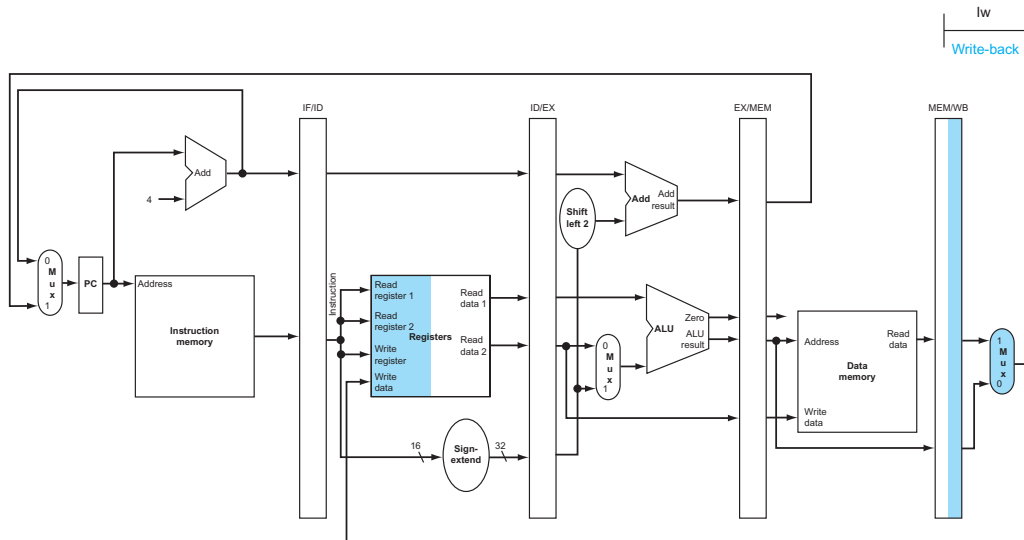 lw
Write-back
IF/ID
ID/EX
EX/MEM
MEM/WB
Add
4
Shift
left 2
Add
Add
result
0
M
u
x
1
PC
Address
Instruction
memory
Instruction
Read
register 1
Read
register 2
Write
register
Write
data
Registers
Read
data 1
Read
data 2
16
Sign-
extend
32
0
M
u
x
1
ALU
Zero
ALU
result
Address
Read
data
Data
memory
Write
data
1
M
u
x
0